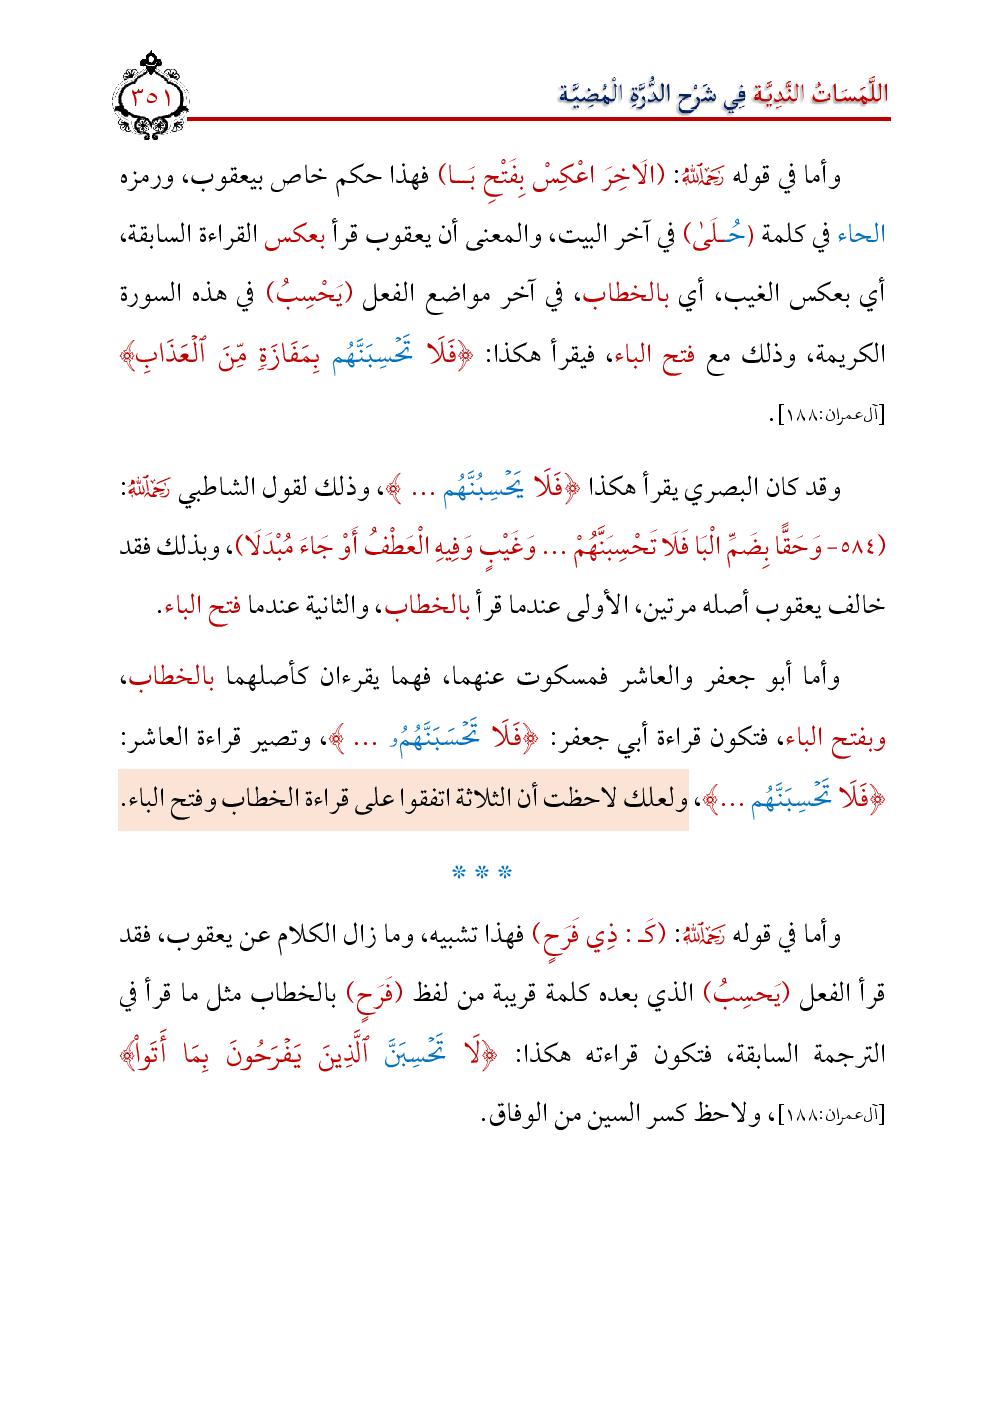 اللَّمَسَاتُ النَّدِيَّة فِي شَرْح الدُّرَّةِ الْمُضِيَّة
٣٥١
وأما في قوله رَحِمَهُ اللَّهُ: (الَاخِرَ اعْكِسْ بِفَتْحِ بَـــا) فهذا حكم خاص بيعقوب، ورمزه
الحاء في كلمة (حُـلَىٰ) في آخر البيت، والمعنى أن يعقوب قرأ بعكس القراءة السابقة،
أي بعكس الغيب، أي بالخطاب، في آخر مواضع الفعل (يَحْسِبُ) في هذه السورة
الكريمة، وذلك مع فتح الباء، فيقرأ هكذا: ﴿فَلَا تَحْسِبَنَّهُم بِمَفَازَةٍ مِّنَ ٱلْعَذَابِ﴾
[آل عمران:١٨٨].
وقد كان البصري يقرأ هكذا ﴿فَلَا يَحْسِبُنَّهُم ... ﴾، وذلك لقول الشاطبي رَحِمَهُ اللَّهُ:
(٥٨٤- وَحَقًّا بِضَمِّ الْبَا فَلَا تَحْسِبَنَّهُمْ ... وَغَيْبٍ وَفِيهِ الْعَطْفُ أَوْ جَاءَ مُبْدَلَا)، وبذلك فقد
خالف يعقوب أصله مرتين، الأولى عندما قرأ بالخطاب، والثانية عندما فتح الباء.
وأما أبو جعفر والعاشر فمسكوت عنهما، فهما يقرءان كأصلهما بالخطاب،
وبفتح الباء، فتكون قراءة أبي جعفر: ﴿فَلَا تَحْسَبَنَّهُمُۥ ... ﴾، وتصير قراءة العاشر:
﴿فَلَا تَحْسِبَنَّهُم ...﴾، ولعلك لاحظت أن الثلاثة اتفقوا على قراءة الخطاب وفتح الباء.
* * *
وأما في قوله رَحِمَهُ اللَّهُ: (كَـ : ذِي فَرَحٍ) فهذا تشبيه، وما زال الكلام عن يعقوب، فقد
قرأ الفعل (يَحسِبُ) الذي بعده كلمة قريبة من لفظ (فَرَحٍ) بالخطاب مثل ما قرأ في
الترجمة السابقة، فتكون قراءته هكذا: ﴿لَا تَحْسِبَنَّ ٱلَّذِينَ يَفْرَحُونَ بِمَا أَتَواْ﴾
[آل عمران:١٨٨]، ولاحظ كسر السين من الوفاق.